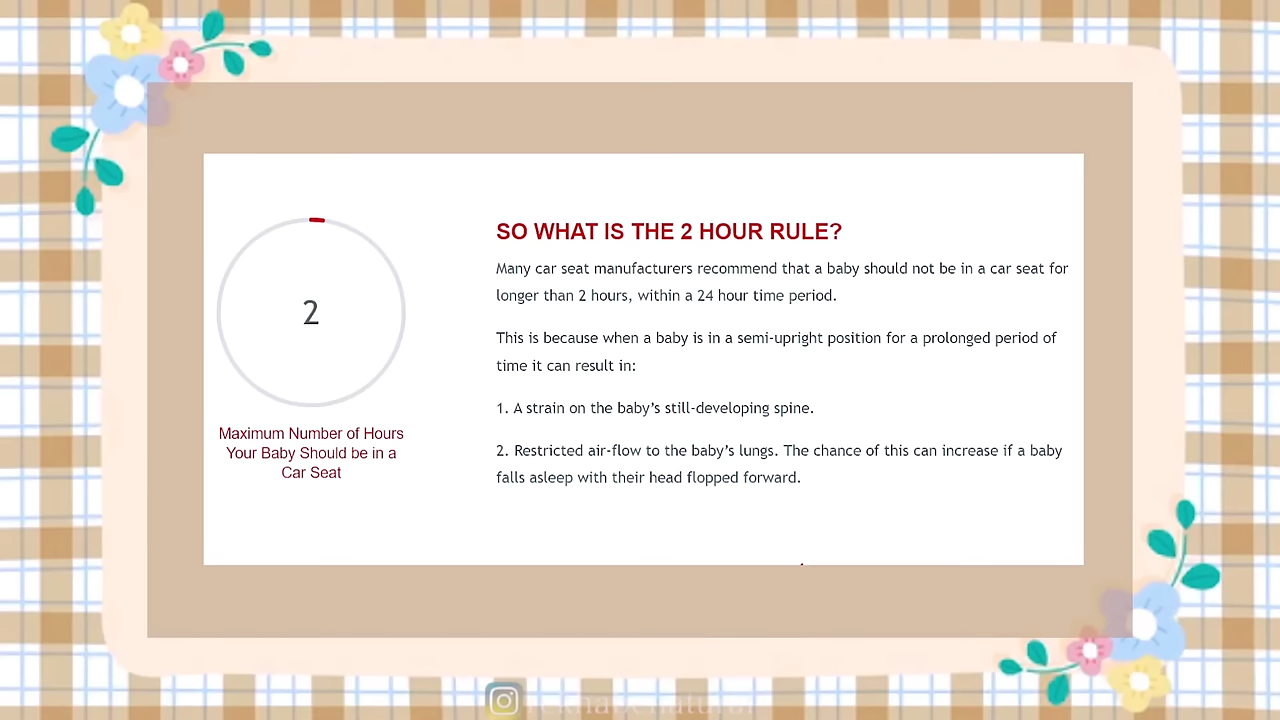 SO WHAT IS THE 2 HOUR RULE?
Many car seat manufacturers recommend that a baby should not be in a car seat for
longer than 2 hours, within a 24 hour time period.
This is because when a baby is in a semi-upright position for a prolonged period of
time it can result in:
1. A strain on the baby’s still-developing spine.
2. Restricted air-flow to the baby’s lungs. The chance of this can increase if a baby
falls asleep with their head flopped forward.
2
Maximum Number of Hours
Your Baby Should be in a
Car Seat